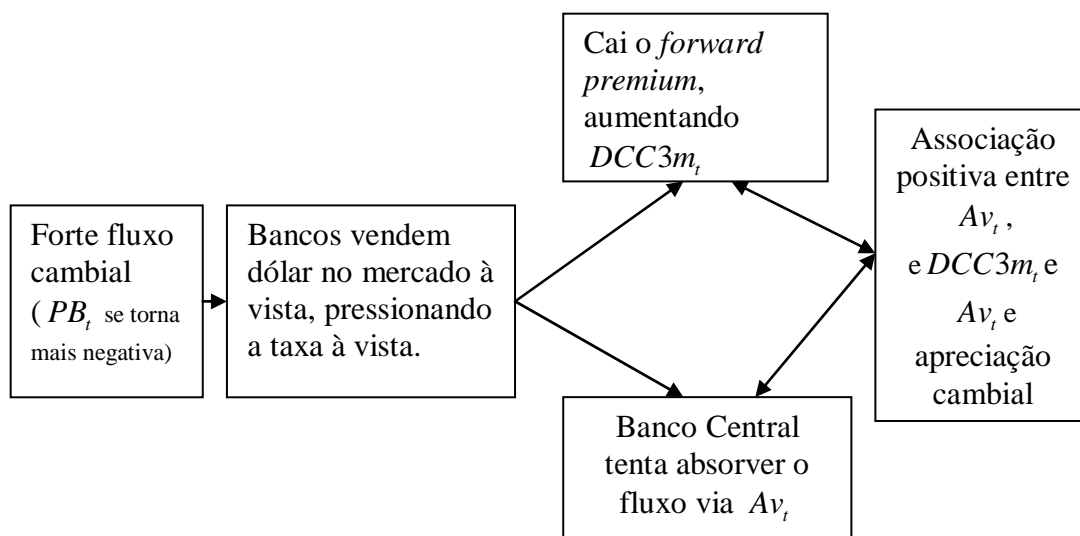 Forte fluxo
cambial
( PB_t se torna
mais negativa)
Bancos vendem
dólar no mercado à
vista, pressionando
a taxa à vista.
Cai o forward
premium,
aumentando
DCC3m_t
Banco Central
tenta absorver o
fluxo via Av_t
Associação
positiva entre
Av_t ,
e DCC3m_t e
Av_t e
apreciação
cambial